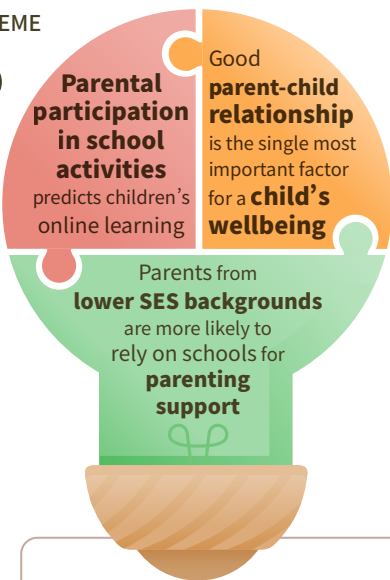 EME
)
Parental
participation
in school
activities
predicts children’s
online learning
Good
parent-child
relationship
is the single most
important factor
for a child’s
wellbeing
Parents from
lower SES backgrounds
are more likely to
rely on schools for
parenting
support